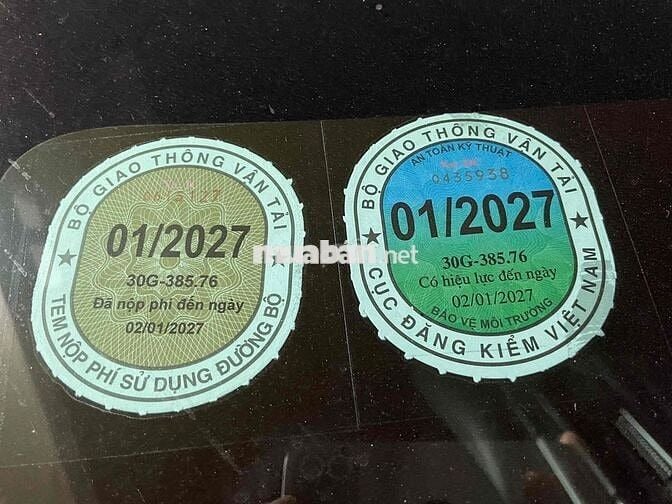 BỘ GIAO THÔNG VẬN TẢI
01/2027
30G-385.76
Đã nộp phí đến ngày
02/01/2027
TEM NỘP PHÍ SỬ DỤNG ĐƯỜNG BỘ
BỘ GIAO THÔNG VẬN TẢI
AN TOÀN KỸ THUẬT
0435938
01/2027
30G-385.76
Có hiệu lực đến ngày
02/01/2027
BẢO VỆ MÔI TRƯỜNG
CỤC ĐĂNG KIỂM VIỆT NAM
muabán.net